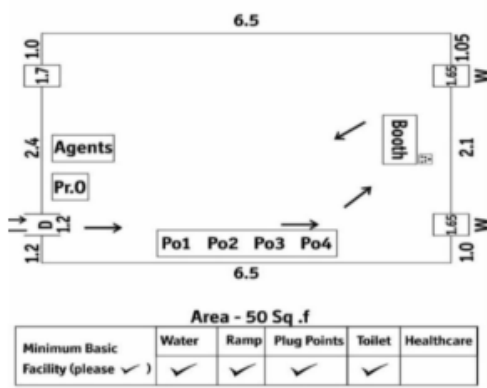 6.5
1.0
1.7
2.4
Agents
Pr.O
D
1.2
1.2
Po1 Po2 Po3 Po4
6.5
1.05
1.65
W
2.1
Booth
1.65
W
1.0
Area - 50 Sq .f
Minimum Basic
Facility (please ✓ )
Water Ramp Plug Points Toilet Healthcare
✓ ✓ ✓ ✓